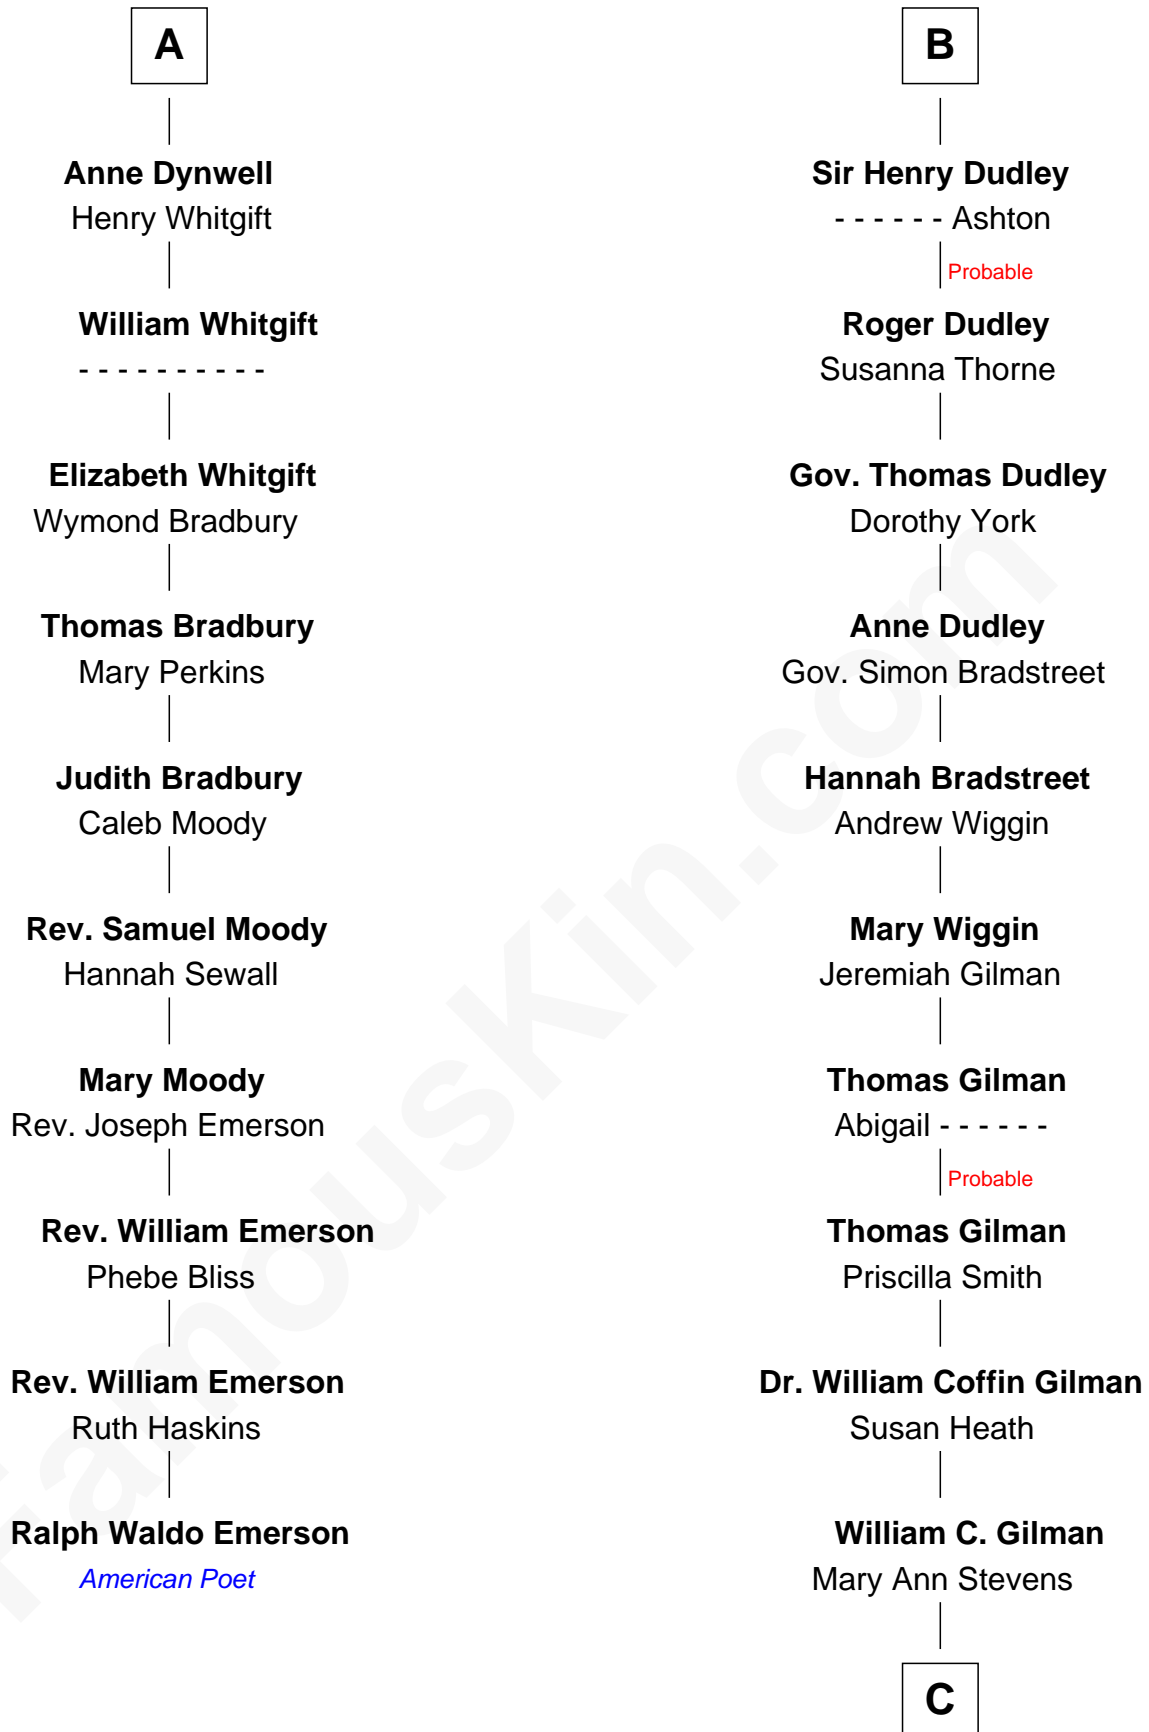 A
Anne Dynwell
Henry Whitgift
William Whitgift
- - - - - - - - - -
Elizabeth Whitgift
Wymond Bradbury
Thomas Bradbury
Mary Perkins
Judith Bradbury
Caleb Moody
Rev. Samuel Moody
Hannah Sewall
Mary Moody
Rev. Joseph Emerson
Rev. William Emerson
Phebe Bliss
Rev. William Emerson
Ruth Haskins
Ralph Waldo Emerson
American Poet
B
Sir Henry Dudley
- - - - - - Ashton
Probable
Roger Dudley
Susanna Thorne
Gov. Thomas Dudley
Dorothy York
Anne Dudley
Gov. Simon Bradstreet
Hannah Bradstreet
Andrew Wiggin
Mary Wiggin
Jeremiah Gilman
Thomas Gilman
Abigail - - - - - -
Probable
Thomas Gilman
Priscilla Smith
Dr. William Coffin Gilman
Susan Heath
William C. Gilman
Mary Ann Stevens
C
FamousKin.com